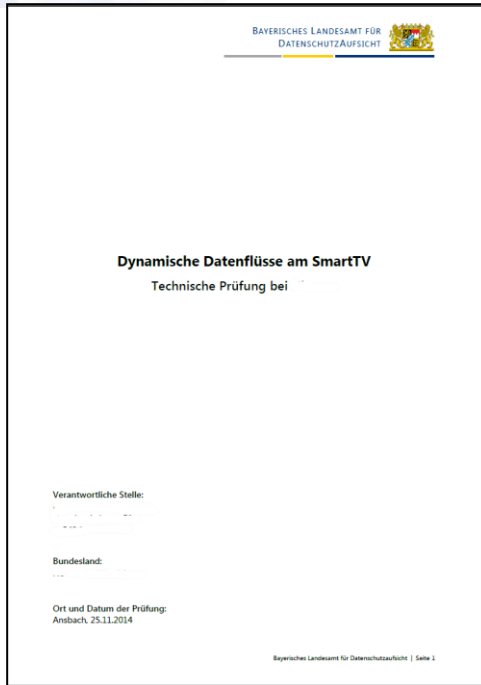 BAYERISCHES LANDESAMT FÜR
DATENSCHUTZAUFSICHT
Dynamische Datenflüsse am SmartTV
Technische Prüfung bei
Verantwortliche Stelle:
Bundesland:
Ort und Datum der Prüfung:
Ansbach, 25.11.2014
Bayerisches Landesamt für Datenschutzaufsicht | Seite 1